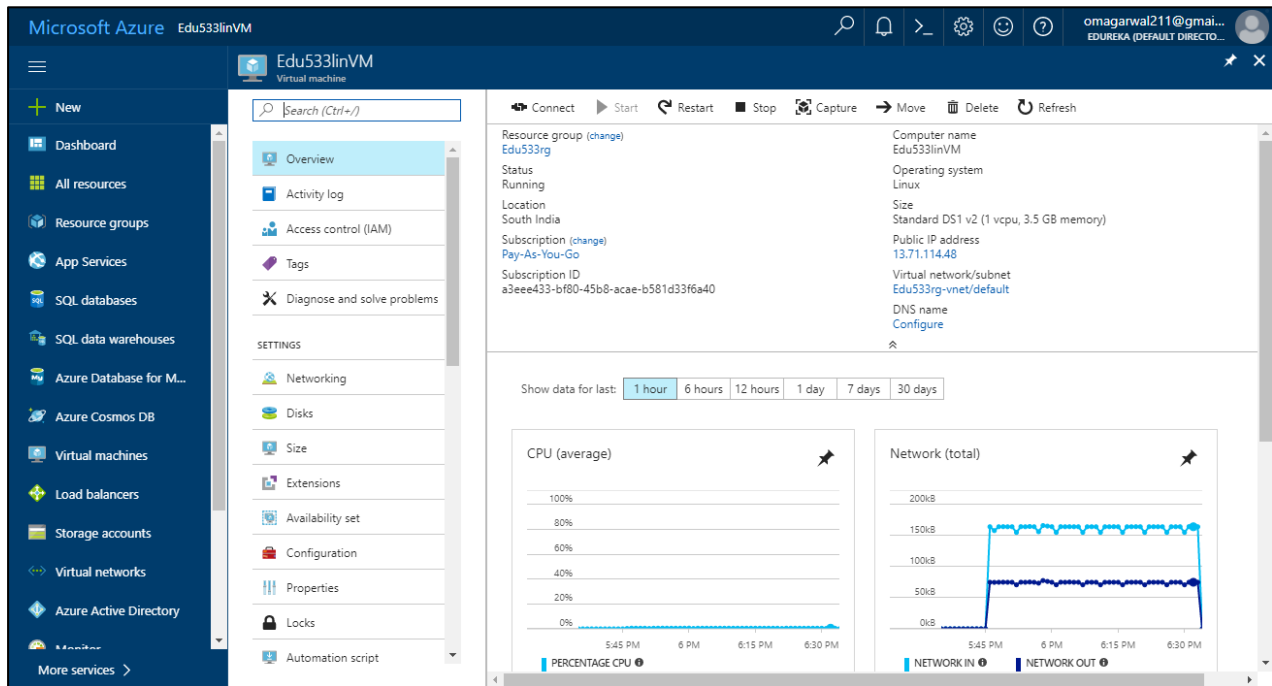 Microsoft Azure Edu533linVM
omagarwal211@gmai...
EDUREKA (DEFAULT DIRECTO...
Edu533linVM
Virtual machine
New
Dashboard
All resources
Resource groups
App Services
SQL databases
SQL data warehouses
Azure Database for M...
Azure Cosmos DB
Virtual machines
Load balancers
Storage accounts
Virtual networks
Azure Active Directory
Monitor
More services >
Search (Ctrl+/)
Overview
Activity log
Access control (IAM)
Tags
Diagnose and solve problems
SETTINGS
Networking
Disks
Size
Extensions
Availability set
Configuration
Properties
Locks
Automation script
Connect Start Restart Stop Capture Move Delete Refresh
Resource group (change)
Edu533rg
Status
Running
Location
South India
Subscription (change)
Pay-As-You-Go
Subscription ID
a3eee433-bf80-45b8-acae-b581d33f6a40
Computer name
Edu533linVM
Operating system
Linux
Size
Standard DS1 v2 (1 vcpu, 3.5 GB memory)
Public IP address
13.71.114.48
Virtual network/subnet
Edu533rg-vnet/default
DNS name
Configure
Show data for last: 1 hour 6 hours 12 hours 1 day 7 days 30 days
CPU (average)
100%
80%
60%
40%
20%
0%
5:45 PM 6 PM 6:15 PM 6:30 PM
PERCENTAGE CPU
Network (total)
200kB
150kB
100kB
50kB
0kB
5:45 PM 6 PM 6:15 PM 6:30 PM
NETWORK IN NETWORK OUT